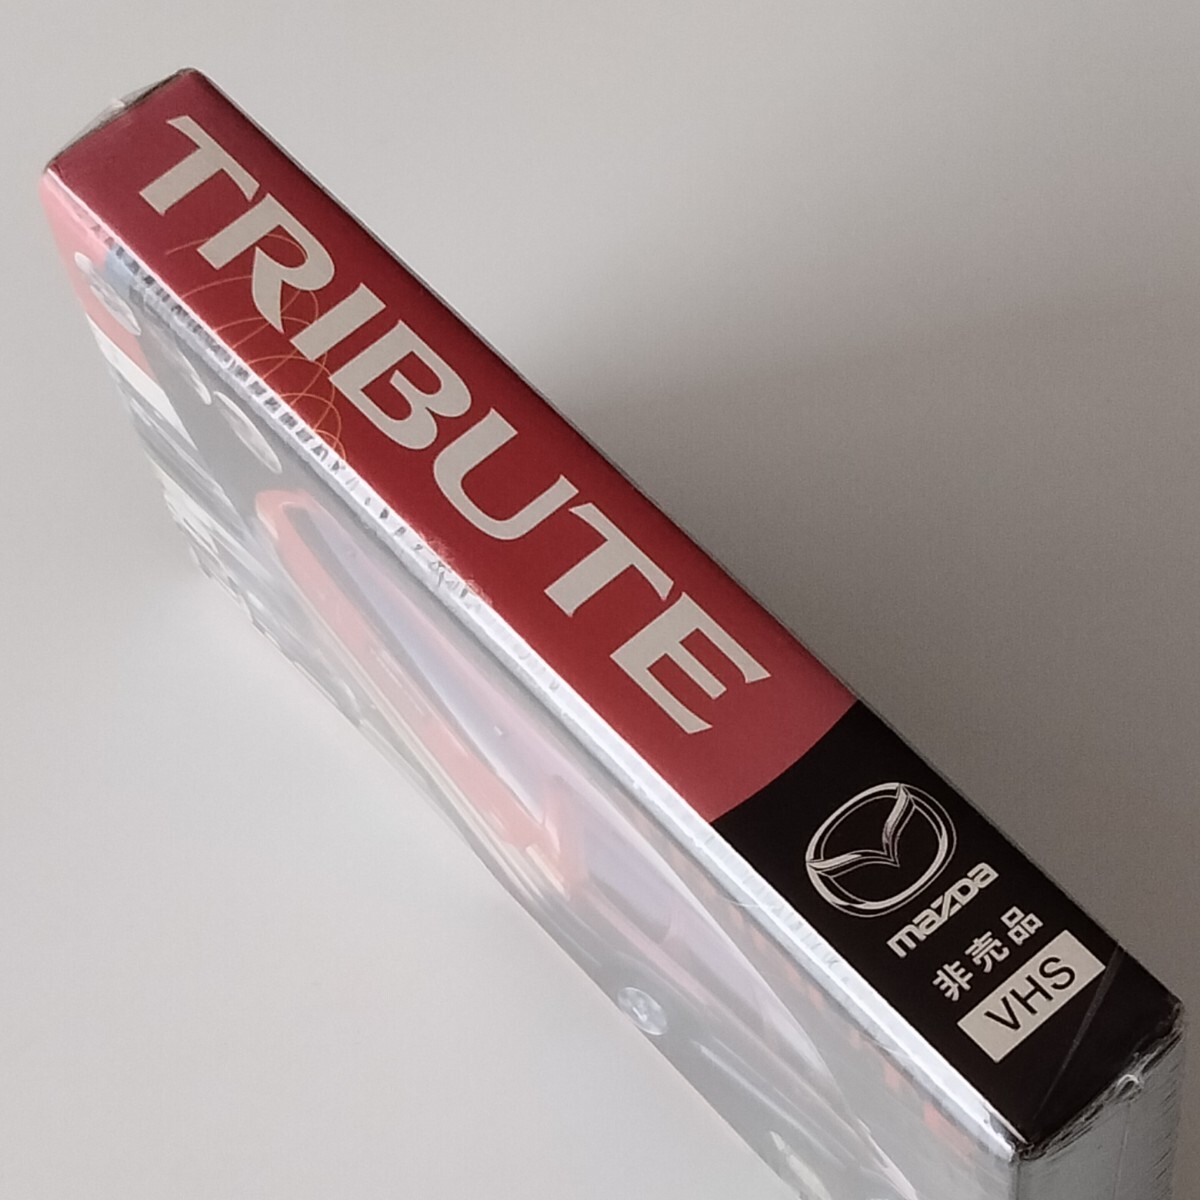 TRIBUTE
mazda
非売品
VHS